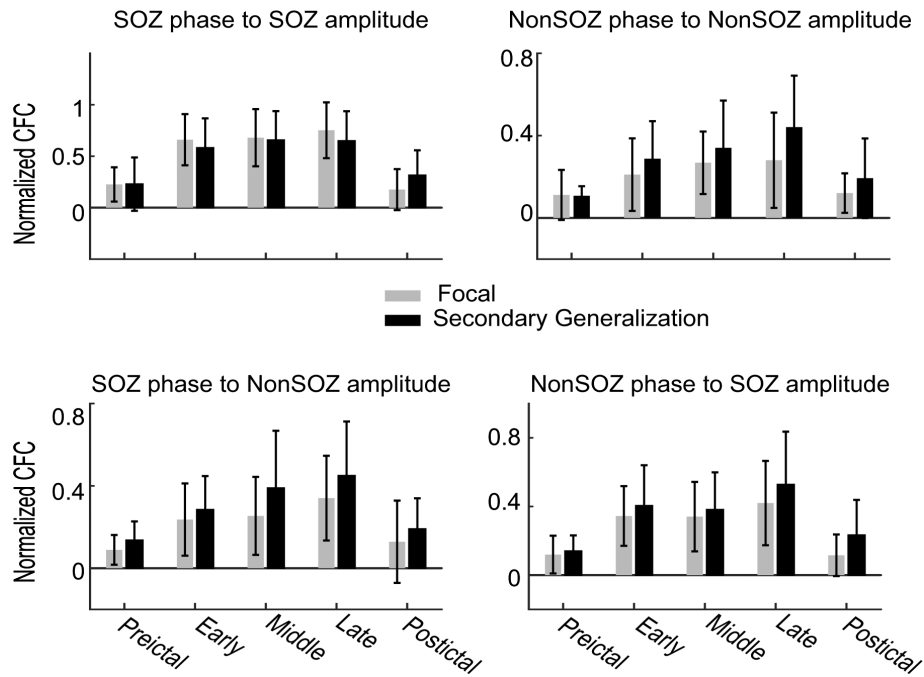 SOZ phase to SOZ amplitude
NonSOZ phase to NonSOZ amplitude
Normalized CFC
1
0.5
0
0.8
0.4
0
Focal
Secondary Generalization
SOZ phase to NonSOZ amplitude
NonSOZ phase to SOZ amplitude
Normalized CFC
0.8
0.4
0
0.8
0.4
0
Preictal
Early
Middle
Late
Postictal
Preictal
Early
Middle
Late
Postictal